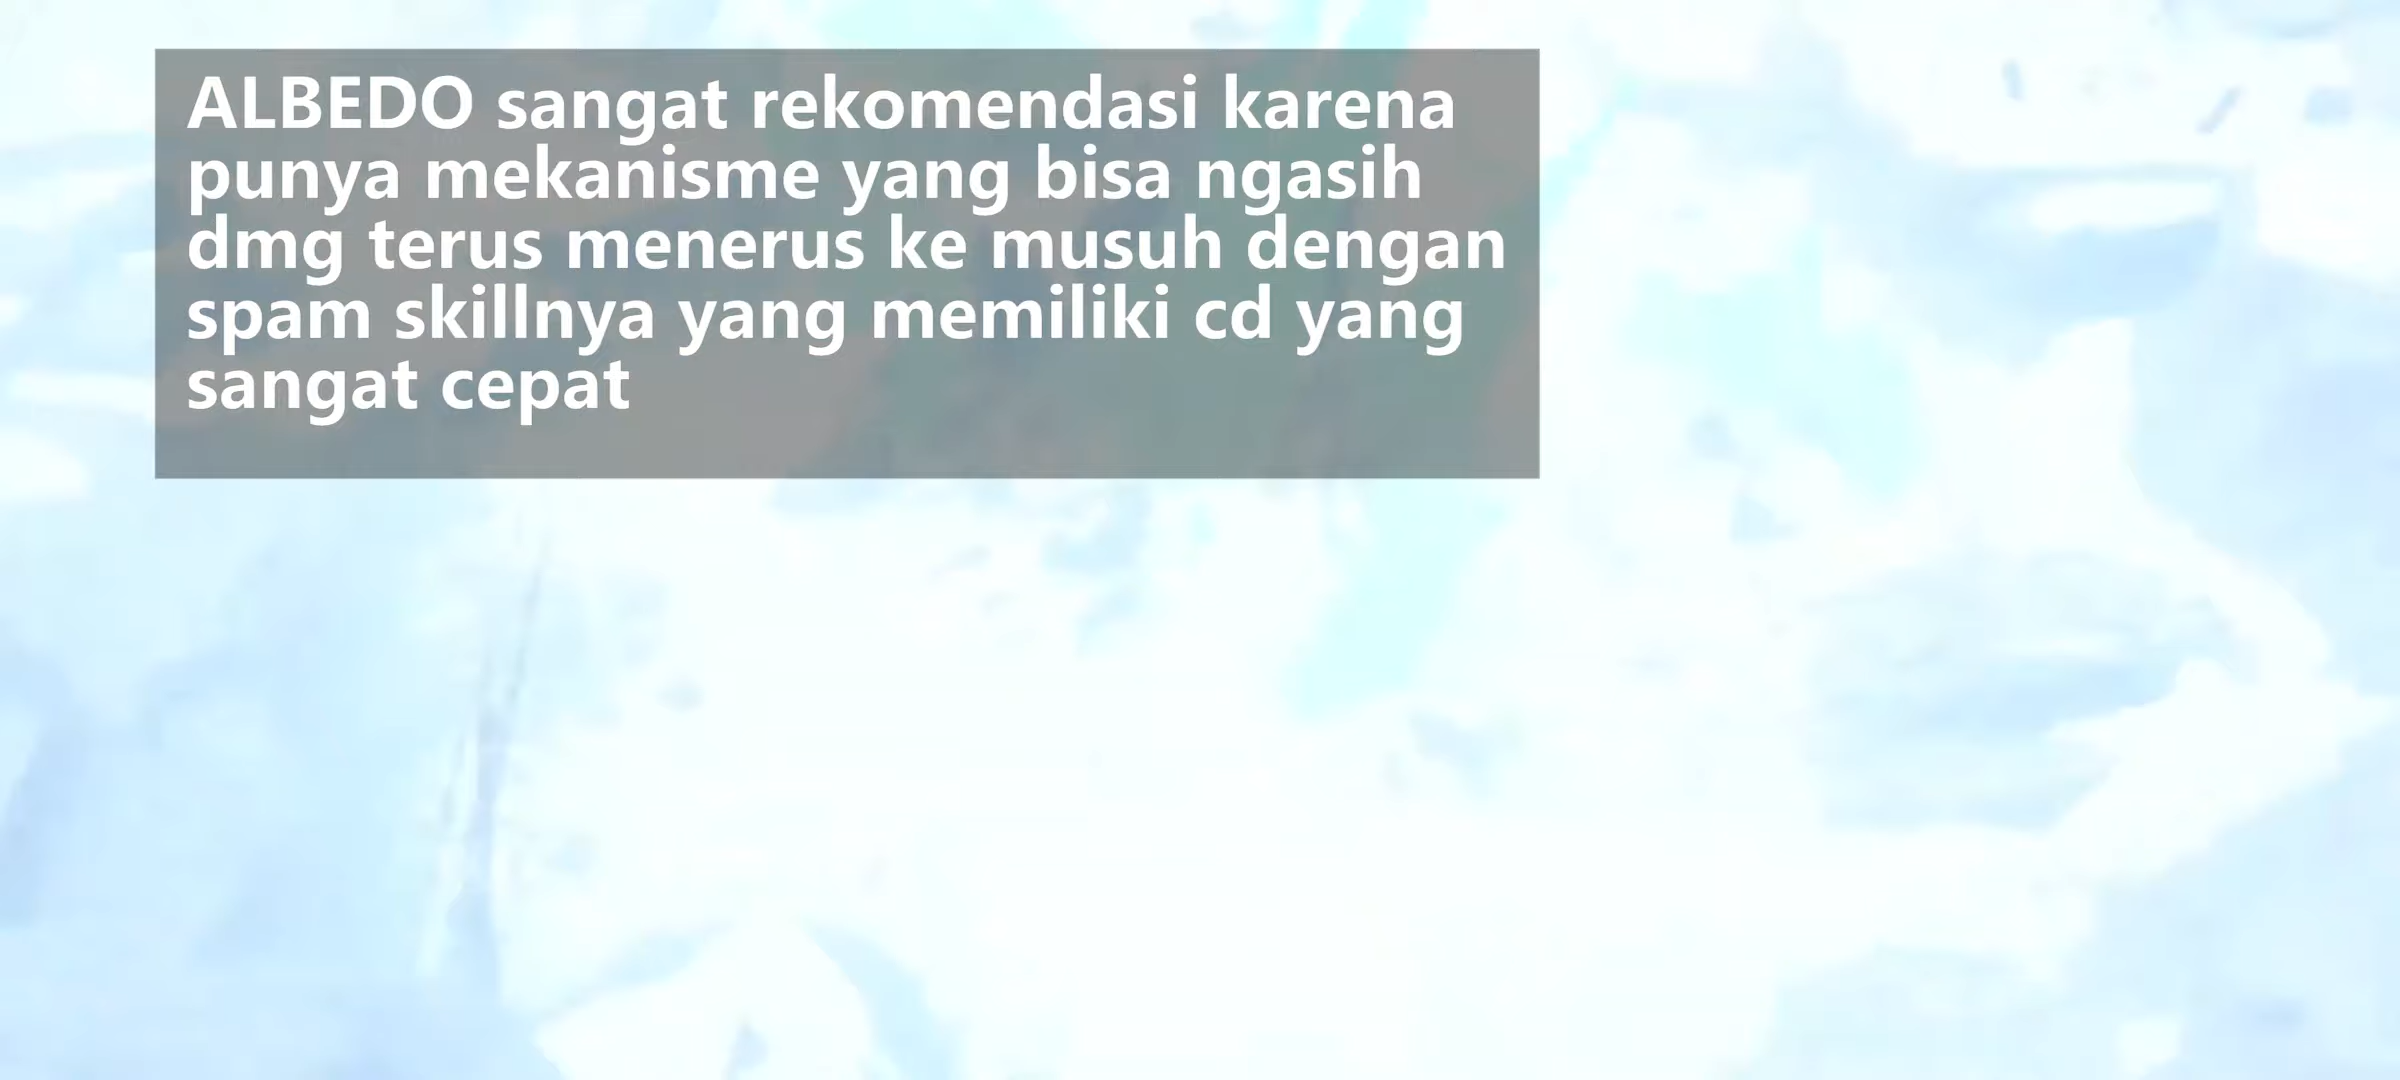 ALBEDO sangat rekomendasi karena
punya mekanisme yang bisa ngasih
dmg terus menerus ke musuh dengan
spam skillnya yang memiliki cd yang
sangat cepat